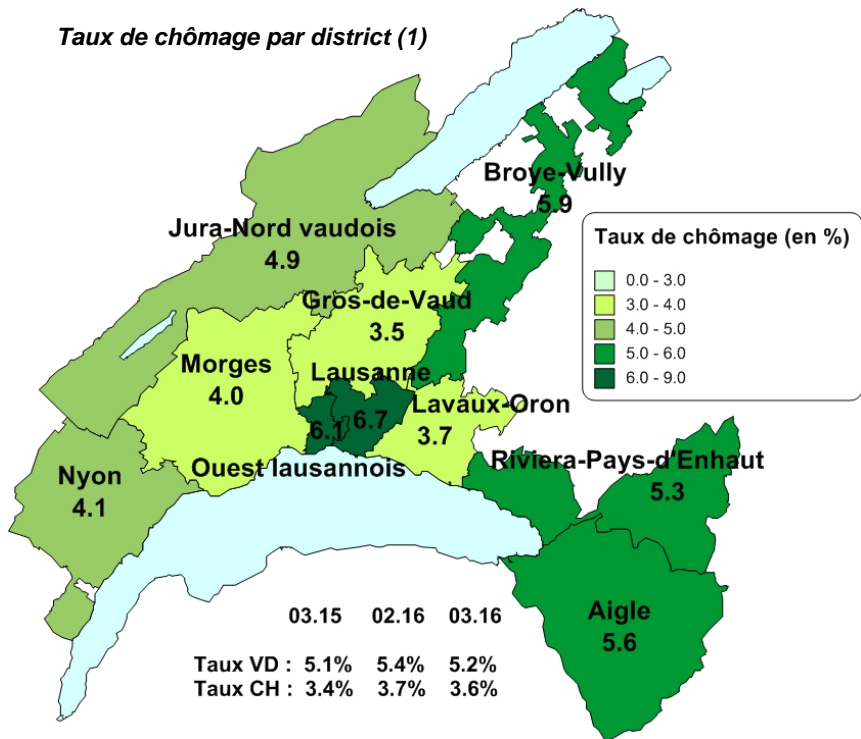 Taux de chômage par district (1)
Broye-Vully
5.9
Jura-Nord vaudois
4.9
Taux de chômage (en %)
0.0 - 3.0
3.0 - 4.0
4.0 - 5.0
5.0 - 6.0
6.0 - 9.0
Gros-de-Vaud
3.5
Morges
4.0
Lausanne
6.7
6.1
Lavaux-Oron
3.7
Ouest lausannois
Riviera-Pays-d'Enhaut
5.3
Nyon
4.1
Aigle
5.6
03.15 02.16 03.16
Taux VD : 5.1% 5.4% 5.2%
Taux CH : 3.4% 3.7% 3.6%